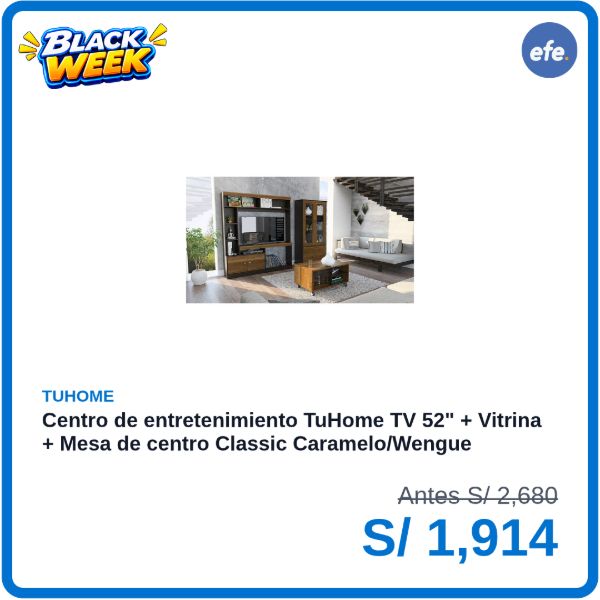 BLACK
WEEK
efe.
TUHOME
Centro de entretenimiento TuHome TV 52" + Vitrina
+ Mesa de centro Classic Caramelo/Wengue
Antes S/ 2,680
S/ 1,914